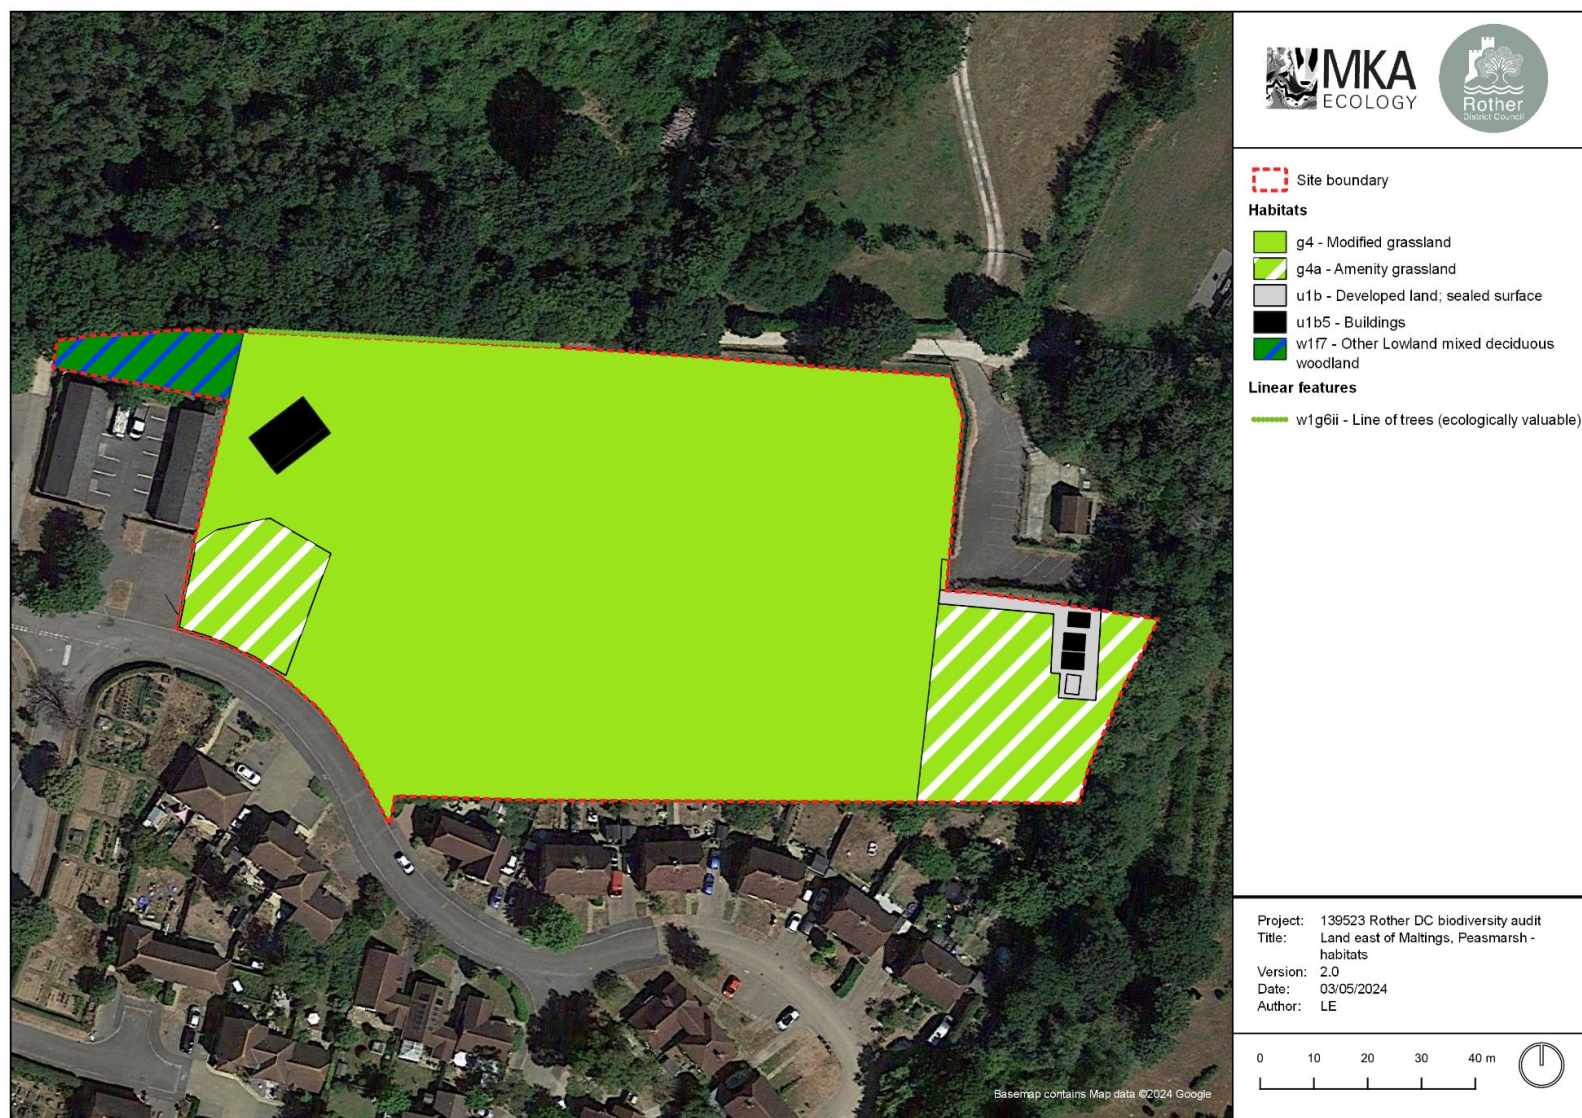 MKA
ECOLOGY
Rother
District Council
Site boundary
Habitats
g4 - Modified grassland
g4a - Amenity grassland
u1b - Developed land; sealed surface
u1b5 - Buildings
w1f7 - Other Lowland mixed deciduous
woodland
Linear features
w1g6ii - Line of trees (ecologically valuable)
Project: 139523 Rother DC biodiversity audit
Title: Land east of Maltings, Peasmarsh -
habitats
Version: 2.0
Date: 03/05/2024
Author: LE
0 10 20 30 40 m
Basemap contains Map data ©2024 Google